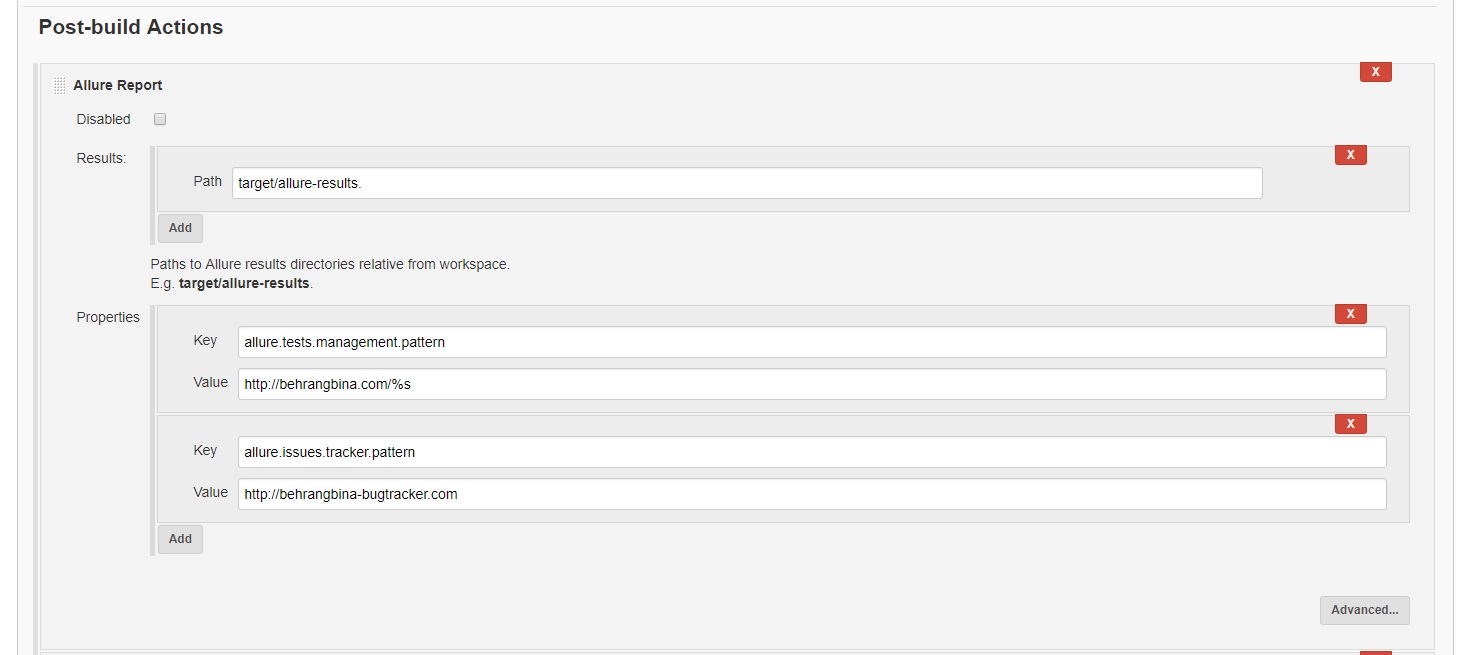 Post-build Actions
X
Allure Report
Disabled
Results:
X
Path target/allure-results.
Add
Paths to Allure results directories relative from workspace.
E.g. target/allure-results.
Properties
X
Key allure.tests.management.pattern
Value http://behrangbina.com/%s
X
Key allure.issues.tracker.pattern
Value http://behrangbina-bugtracker.com
Add
Advanced...